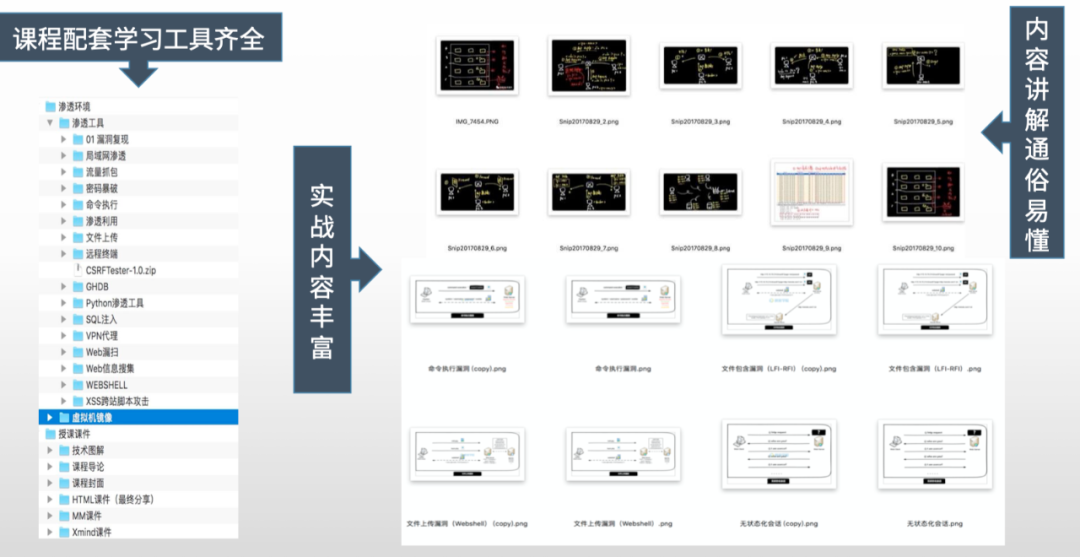 课程配套学习工具齐全
渗透环境
渗透工具
01 漏洞复现
局域网渗透
流量抓包
密码暴破
命令执行
渗透利用
文件上传
远程终端
CSRFTester-1.0.zip
GHDB
Python渗透工具
SQL注入
VPN代理
Web漏扫
Web信息搜集
WEBSHELL
XSS跨站脚本攻击
虚拟机镜像
授课课件
技术图解
课程导论
课程封面
HTML课件（最终分享）
MM课件
Xmind课件
实战内容丰富
IMG_7454.PNG
Snip20170829_2.png
Snip20170829_3.png
Snip20170829_4.png
Snip20170829_5.png
Snip20170829_6.png
Snip20170829_7.png
Snip20170829_8.png
Snip20170829_9.png
Snip20170829_10.png
命令执行漏洞 (copy).png
命令执行漏洞.png
文件包含漏洞（LFI-RFI） (copy).png
文件包含漏洞（LFI-RFI）.png
文件上传漏洞（Webshell） (copy).png
文件上传漏洞（Webshell）.png
无状态化会话 (copy).png
无状态化会话.png
内容讲解通俗易懂